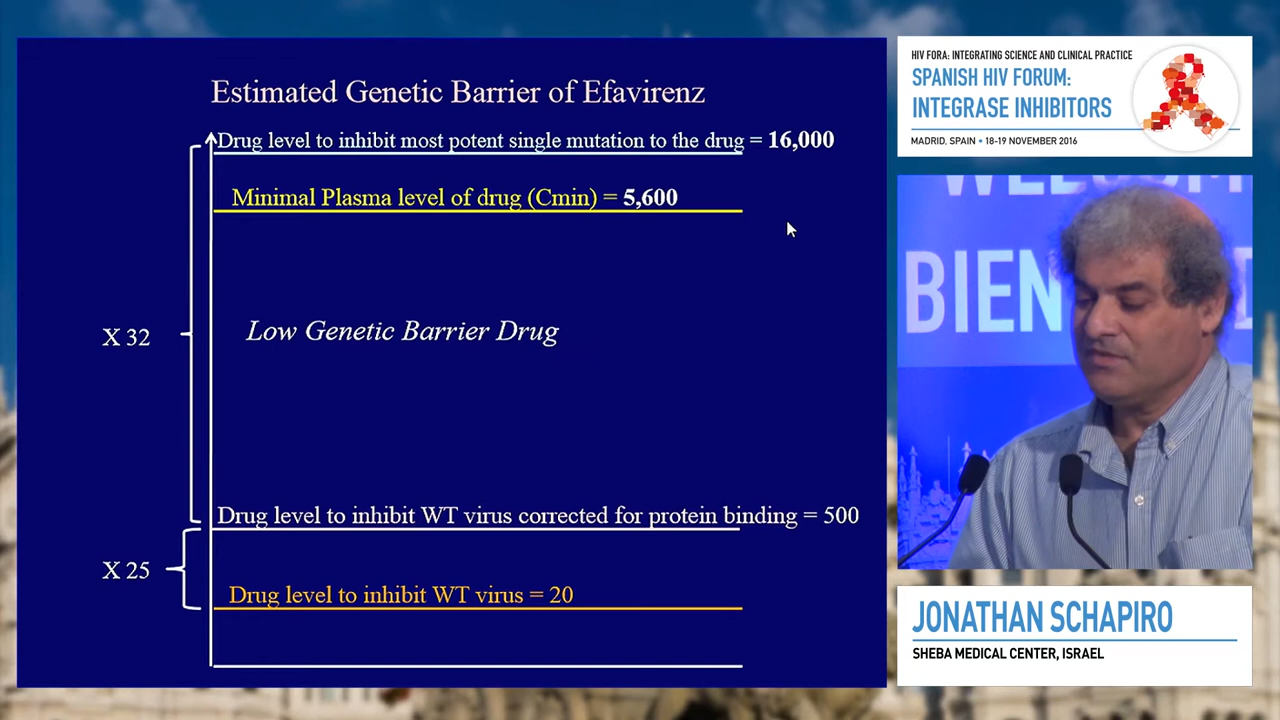 Estimated Genetic Barrier of Efavirenz
Drug level to inhibit most potent single mutation to the drug = 16,000
Minimal Plasma level of drug (Cmin) = 5,600
X 32
Low Genetic Barrier Drug
Drug level to inhibit WT virus corrected for protein binding = 500
X 25
Drug level to inhibit WT virus = 20
HIV FORA: INTEGRATING SCIENCE AND CLINICAL PRACTICE
SPANISH HIV FORUM:
INTEGRASE INHIBITORS
MADRID, SPAIN • 18-19 NOVEMBER 2016
WELCOM
BIEN
JONATHAN SCHAPIRO
SHEBA MEDICAL CENTER, ISRAEL